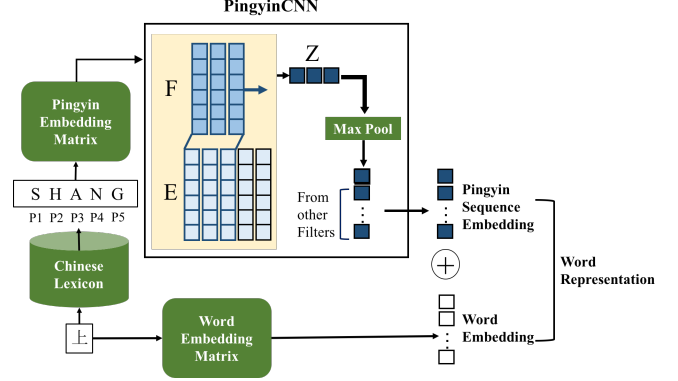 PingyinCNN
Pingyin
Embedding
Matrix
F
Z
Max Pool
E
S H A N G
P1 P2 P3 P4 P5
From
other
Filters
Pingyin
Sequence
Embedding
Chinese
Lexicon
Word
Representation
上
Word
Embedding
Matrix
Word
Embedding